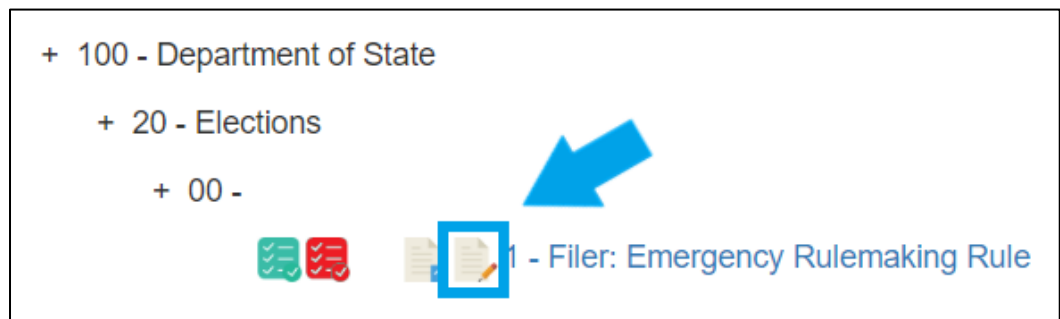 + 100 - Department of State
+ 20 - Elections
+ 00 -
1 - Filer: Emergency Rulemaking Rule